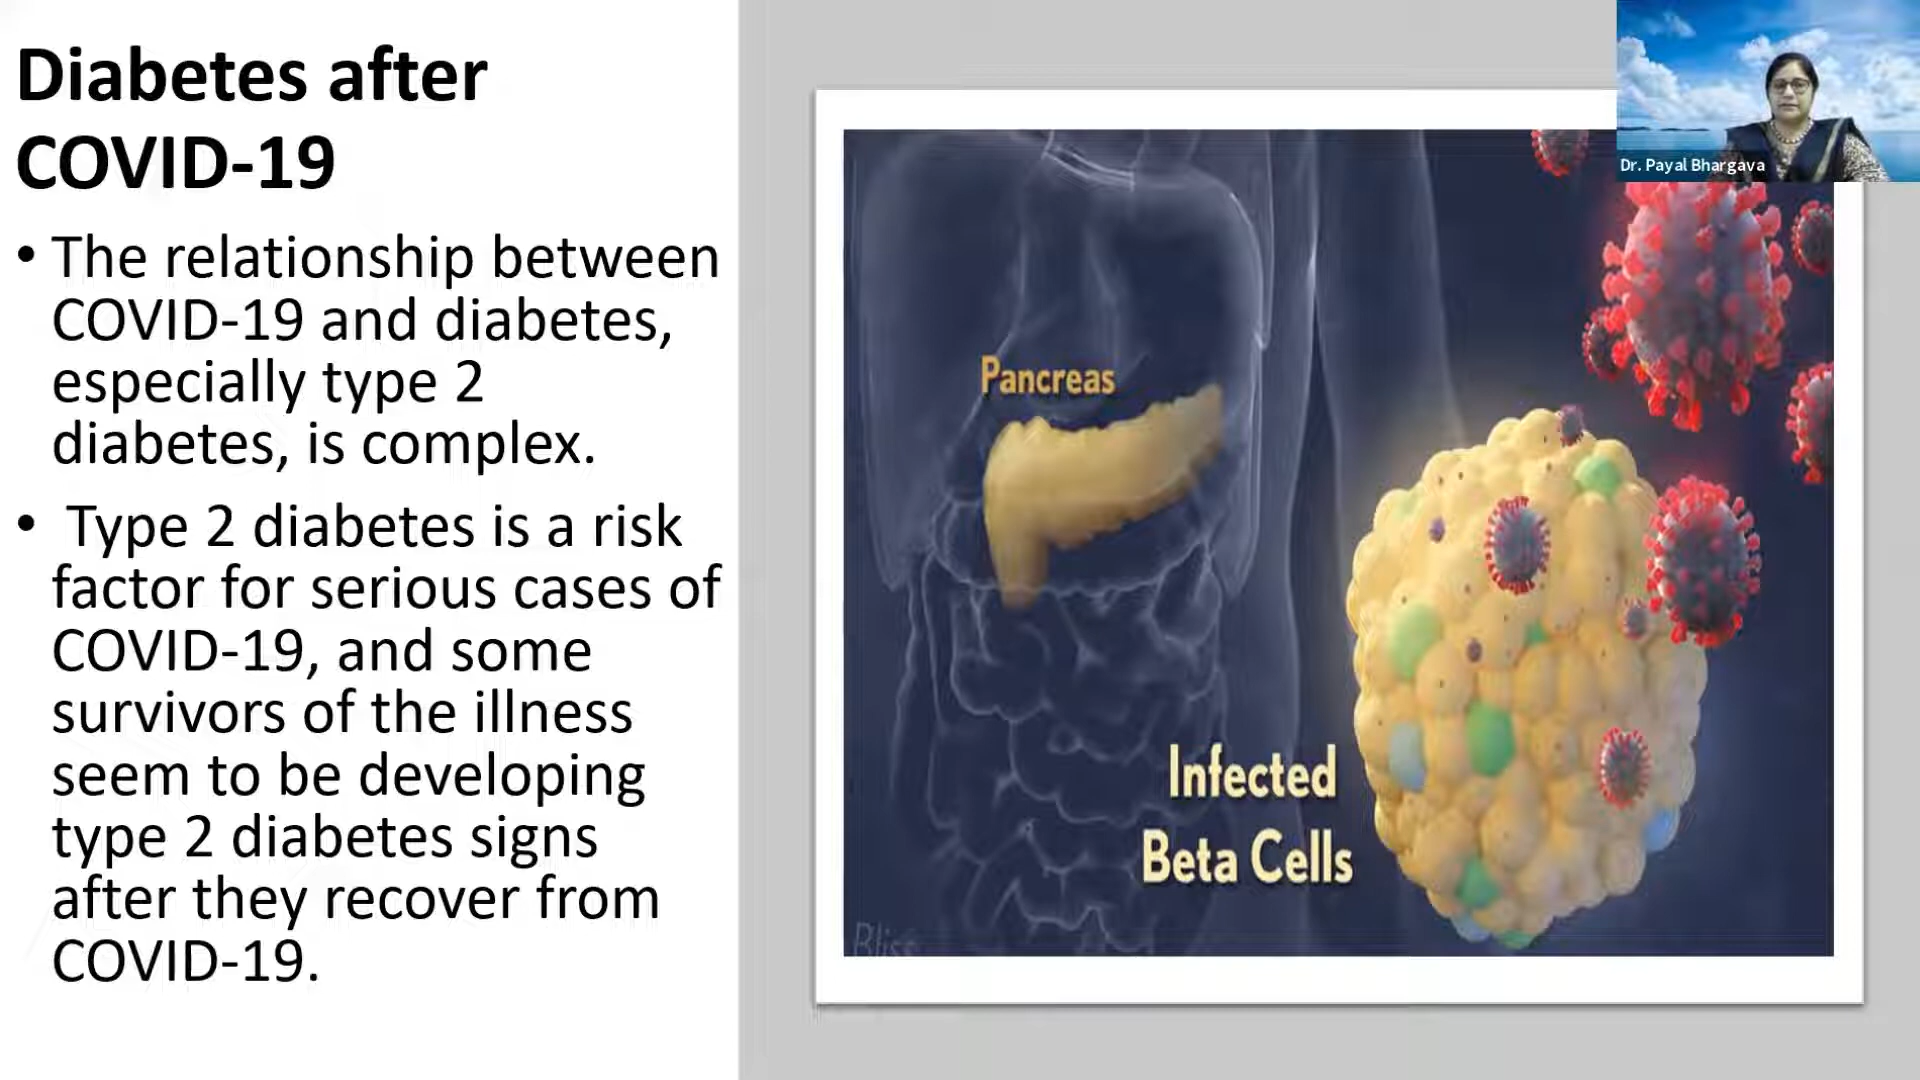 Diabetes after
COVID-19
• The relationship between
COVID-19 and diabetes,
especially type 2
diabetes, is complex.
• Type 2 diabetes is a risk
factor for serious cases of
COVID-19, and some
survivors of the illness
seem to be developing
type 2 diabetes signs
after they recover from
COVID-19.
Pancreas
Infected
Beta Cells
Bliss
Dr. Payal Bhargava